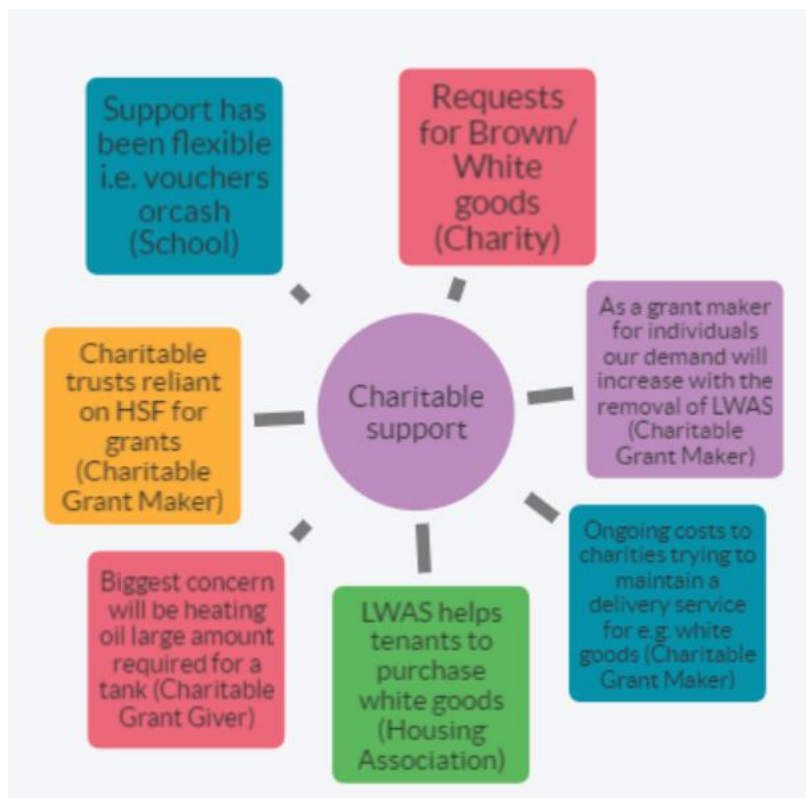 Support has
been flexible
i.e. vouchers
orcash
(School)
Requests
for Brown/
White
goods
(Charity)
As a grant maker
for individuals
our demand will
increase with the
removal of LWAS
(Charitable
Grant Maker)
Charitable
trusts reliant
on HSF for
grants
(Charitable
Grant Maker)
Charitable
support
Ongoing costs to
charities trying to
maintain a
delivery service
for e.g. white
goods (Charitable
Grant Maker)
Biggest concern
will be heating
oil large amount
required for a
tank (Charitable
Grant Giver)
LWAS helps
tenants to
purchase
white goods
(Housing
Association)